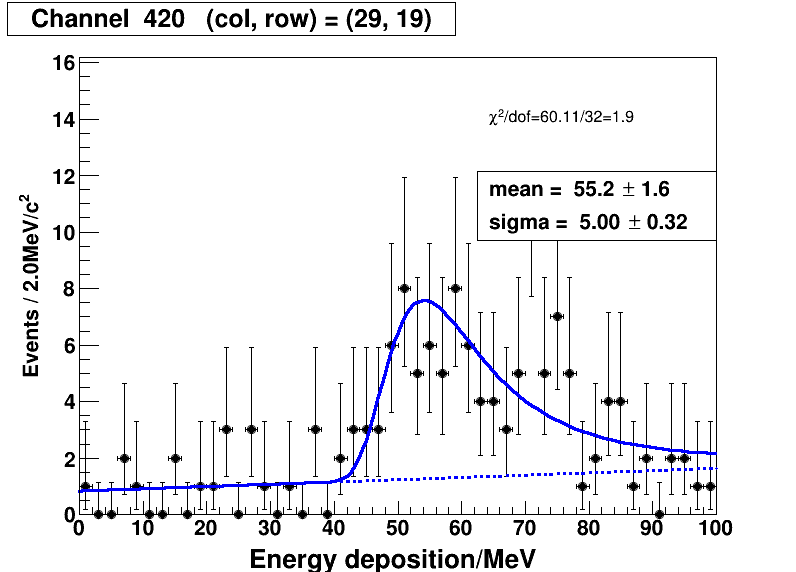 Channel 420 (col, row) = (29, 19)
χ²/dof=60.11/32=1.9
mean = 55.2 ± 1.6
sigma = 5.00 ± 0.32
Events / 2.0MeV/c²
16
14
12
10
8
6
4
2
0
0 10 20 30 40 50 60 70 80 90 100
Energy deposition/MeV